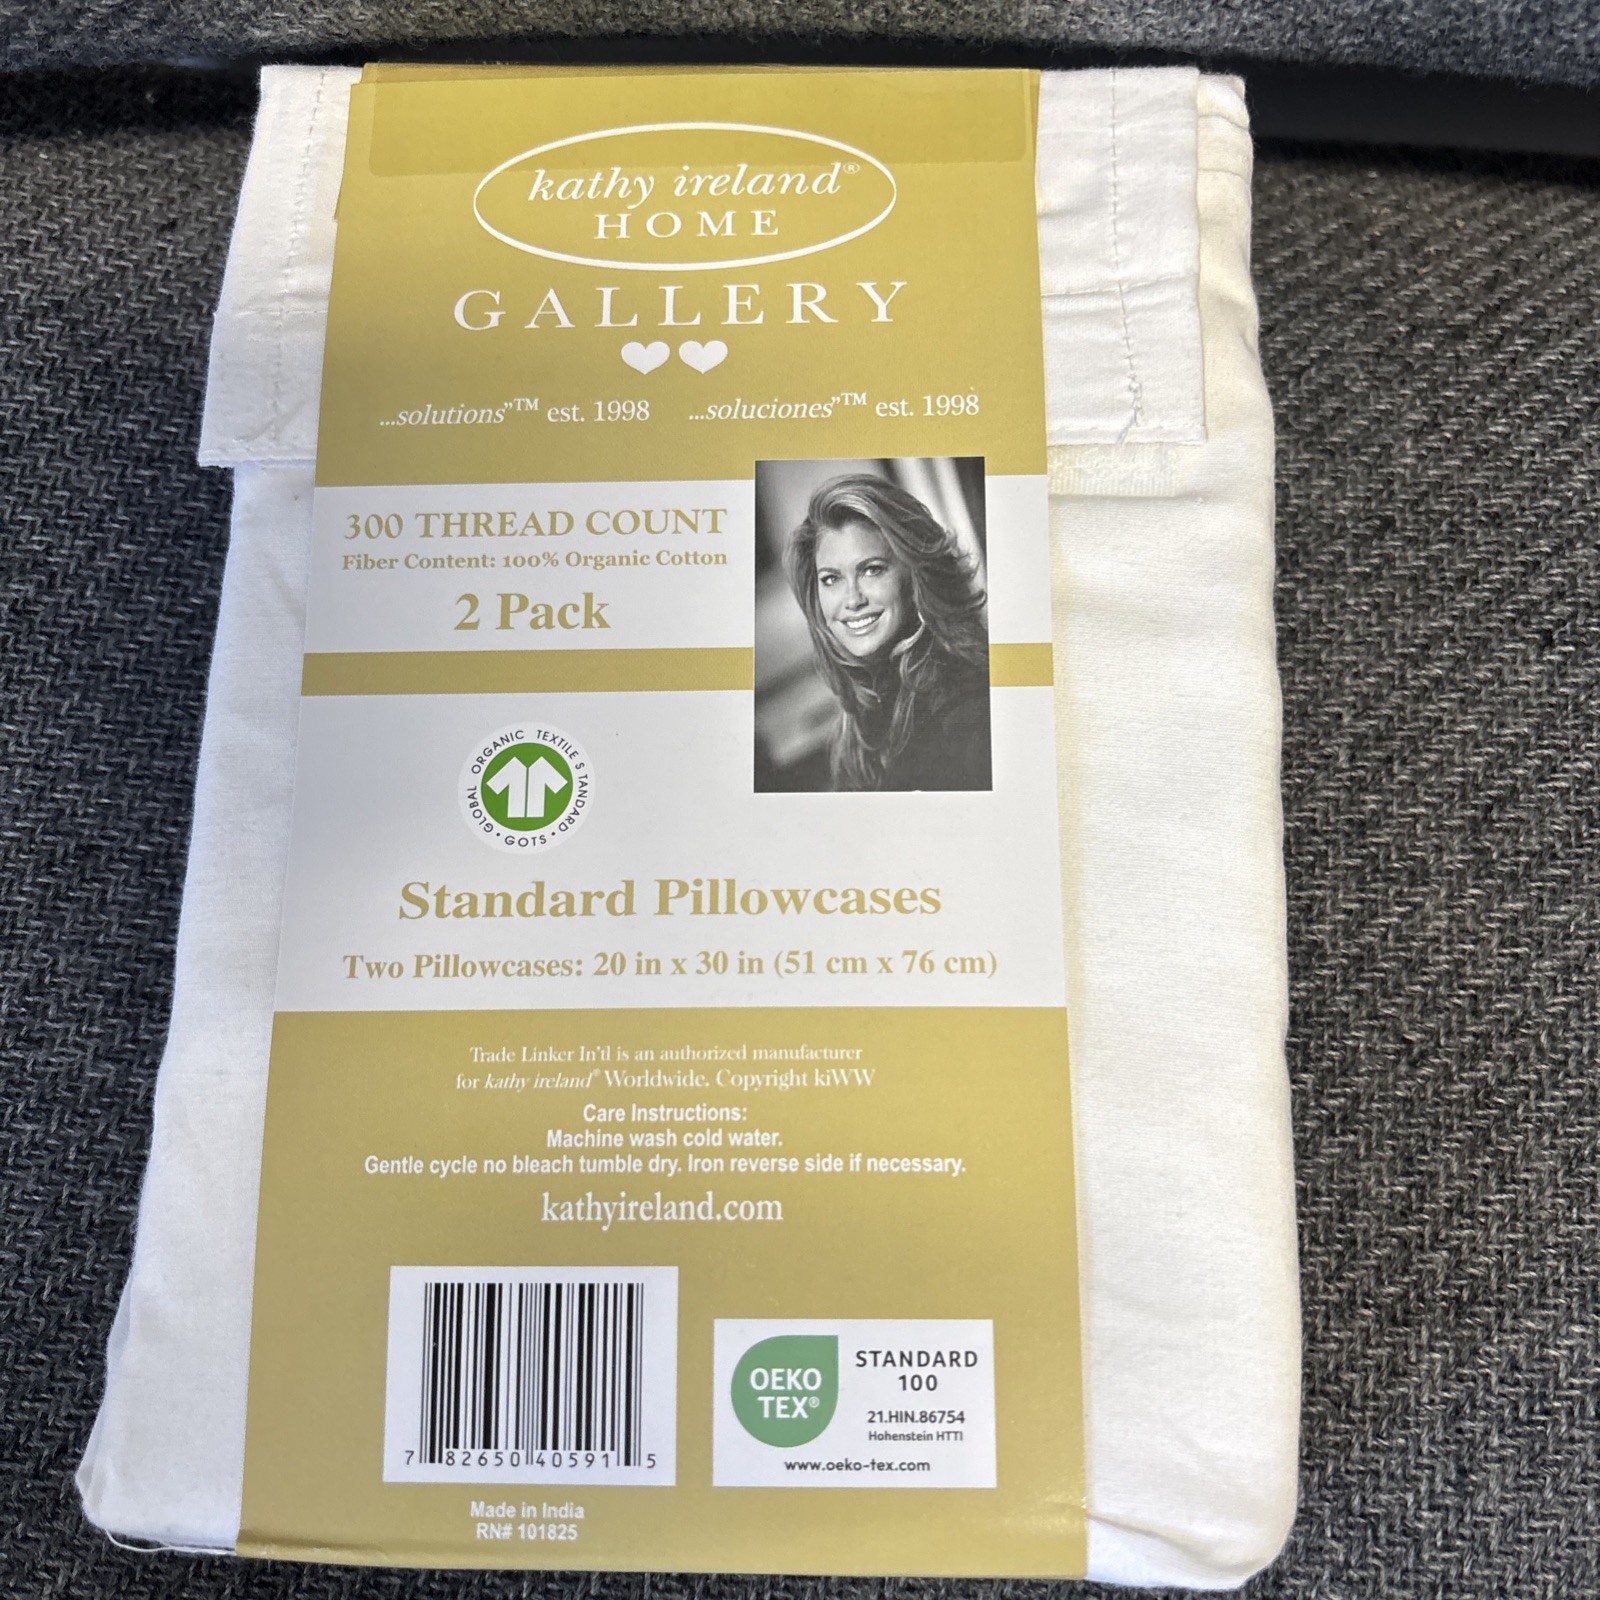 kathy ireland®
HOME
GALLERY
...solutions”™ est. 1998 ...soluciones”™ est. 1998
300 THREAD COUNT
Fiber Content: 100% Organic Cotton
2 Pack
GLOBAL ORGANIC TEXTILE STANDARD · GOTS ·
Standard Pillowcases
Two Pillowcases: 20 in x 30 in (51 cm x 76 cm)
Trade Linker In'tl is an authorized manufacturer
for kathy ireland® Worldwide. Copyright kiWW
Care Instructions:
Machine wash cold water.
Gentle cycle no bleach tumble dry. Iron reverse side if necessary.
kathyireland.com
7 82650 40591 5
Made in India
RN# 101825
OEKO
TEX®
STANDARD
100
21.HIN.86754
Hohenstein HTTI
www.oeko-tex.com